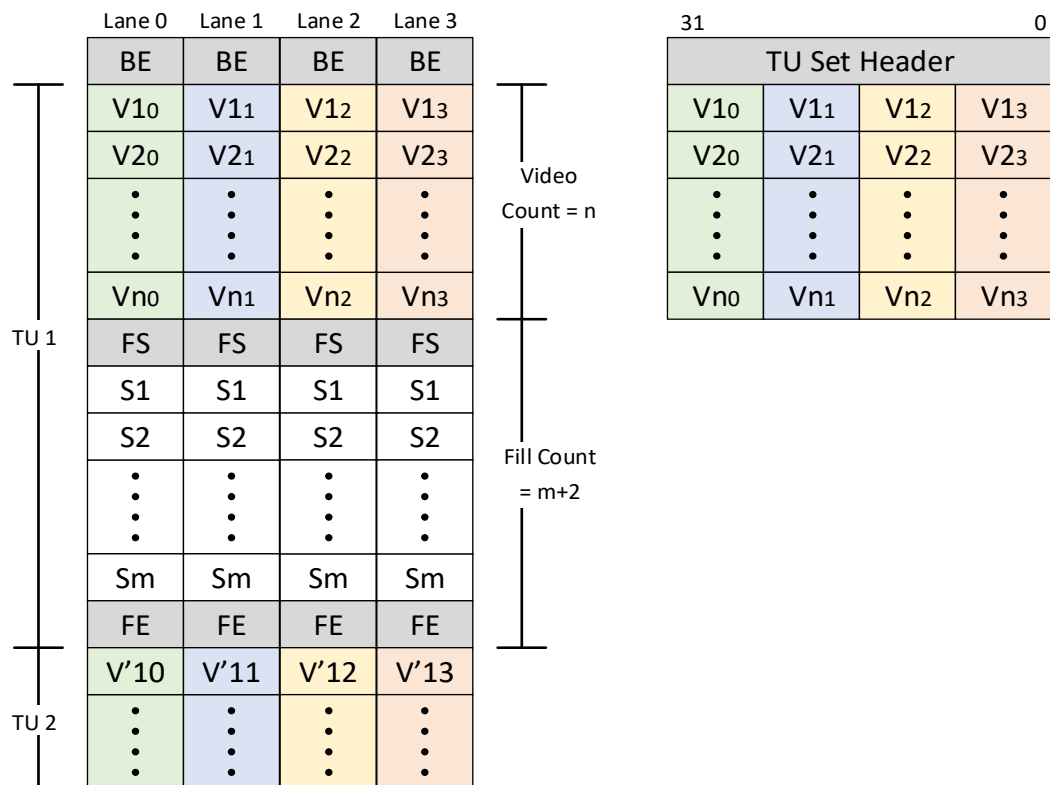 Lane 0 Lane 1 Lane 2 Lane 3
BE BE BE BE
V10 V11 V12 V13
V20 V21 V22 V23
Vn0 Vn1 Vn2 Vn3
FS FS FS FS
S1 S1 S1 S1
S2 S2 S2 S2
Sm Sm Sm Sm
FE FE FE FE
V'10 V'11 V'12 V'13
TU 1
TU 2
Video
Count = n
Fill Count
= m+2
31 0
TU Set Header
V10 V11 V12 V13
V20 V21 V22 V23
Vn0 Vn1 Vn2 Vn3